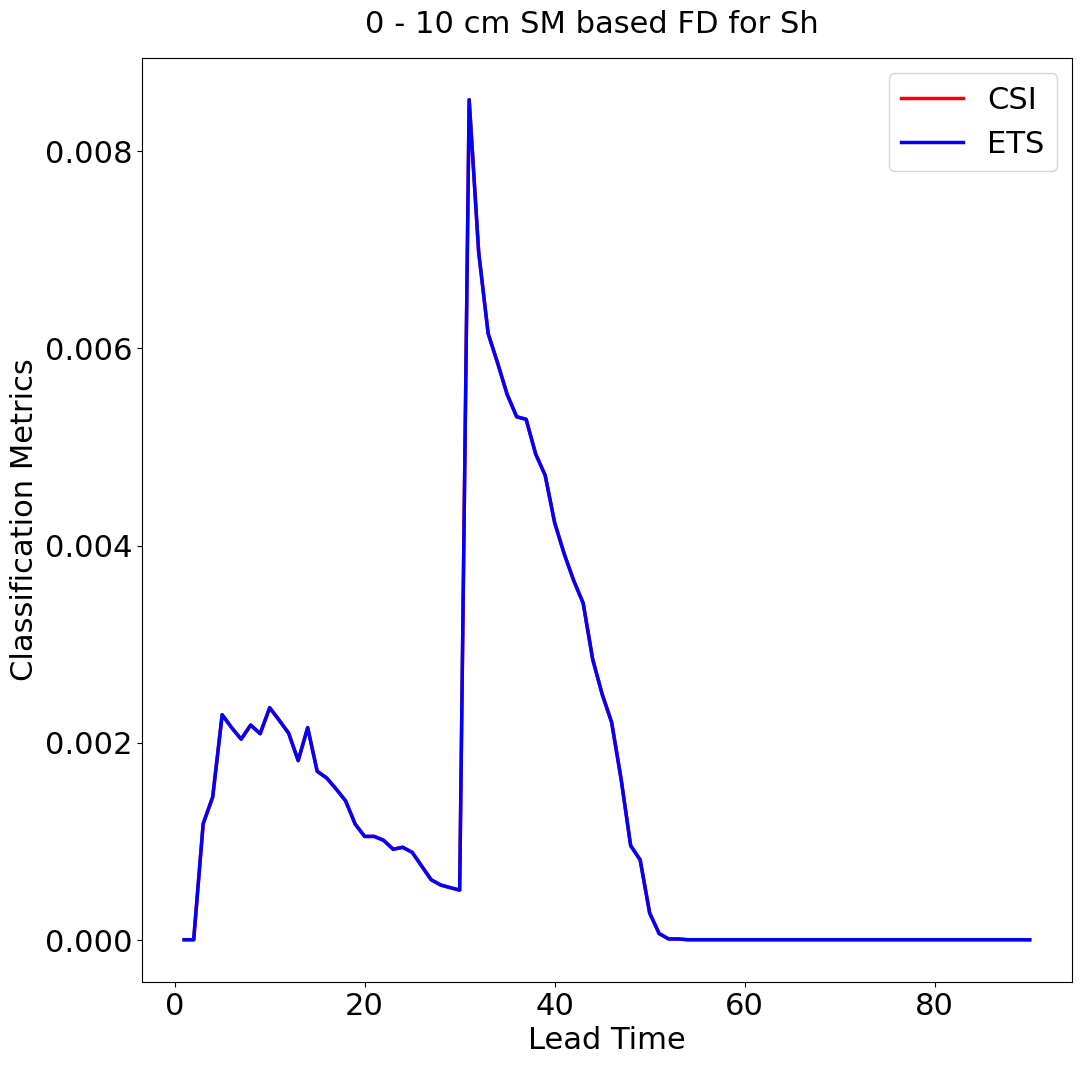 0 - 10 cm SM based FD for Sh
CSI
ETS
Classification Metrics
0.008
0.006
0.004
0.002
0.000
0 20 40 60 80
Lead Time